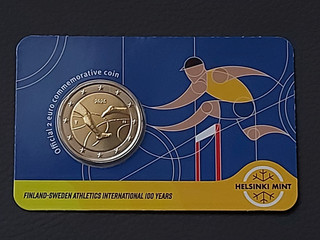 Official 2 euro commemorative coin
HELSINKI MINT
FINLAND-SWEDEN ATHLETICS INTERNATIONAL 100 YEARS